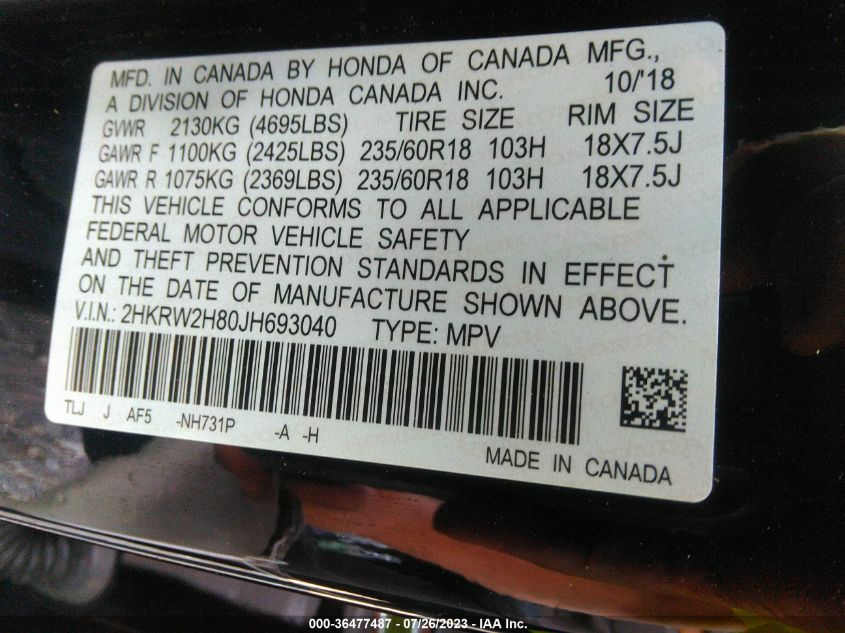 MFD. IN CANADA BY HONDA OF CANADA MFG.,
A DIVISION OF HONDA CANADA INC. 10/'18
GVWR 2130KG (4695LBS) TIRE SIZE RIM SIZE
GAWR F 1100KG (2425LBS) 235/60R18 103H 18X7.5J
GAWR R 1075KG (2369LBS) 235/60R18 103H 18X7.5J
THIS VEHICLE CONFORMS TO ALL APPLICABLE
FEDERAL MOTOR VEHICLE SAFETY
AND THEFT PREVENTION STANDARDS IN EFFECT
ON THE DATE OF MANUFACTURE SHOWN ABOVE.
V.I.N.: 2HKRW2H80JH693040 TYPE: MPV
TLJ J AF5 -NH731P -A -H
MADE IN CANADA
000-36477487 - 07/26/2023 - IAA Inc.